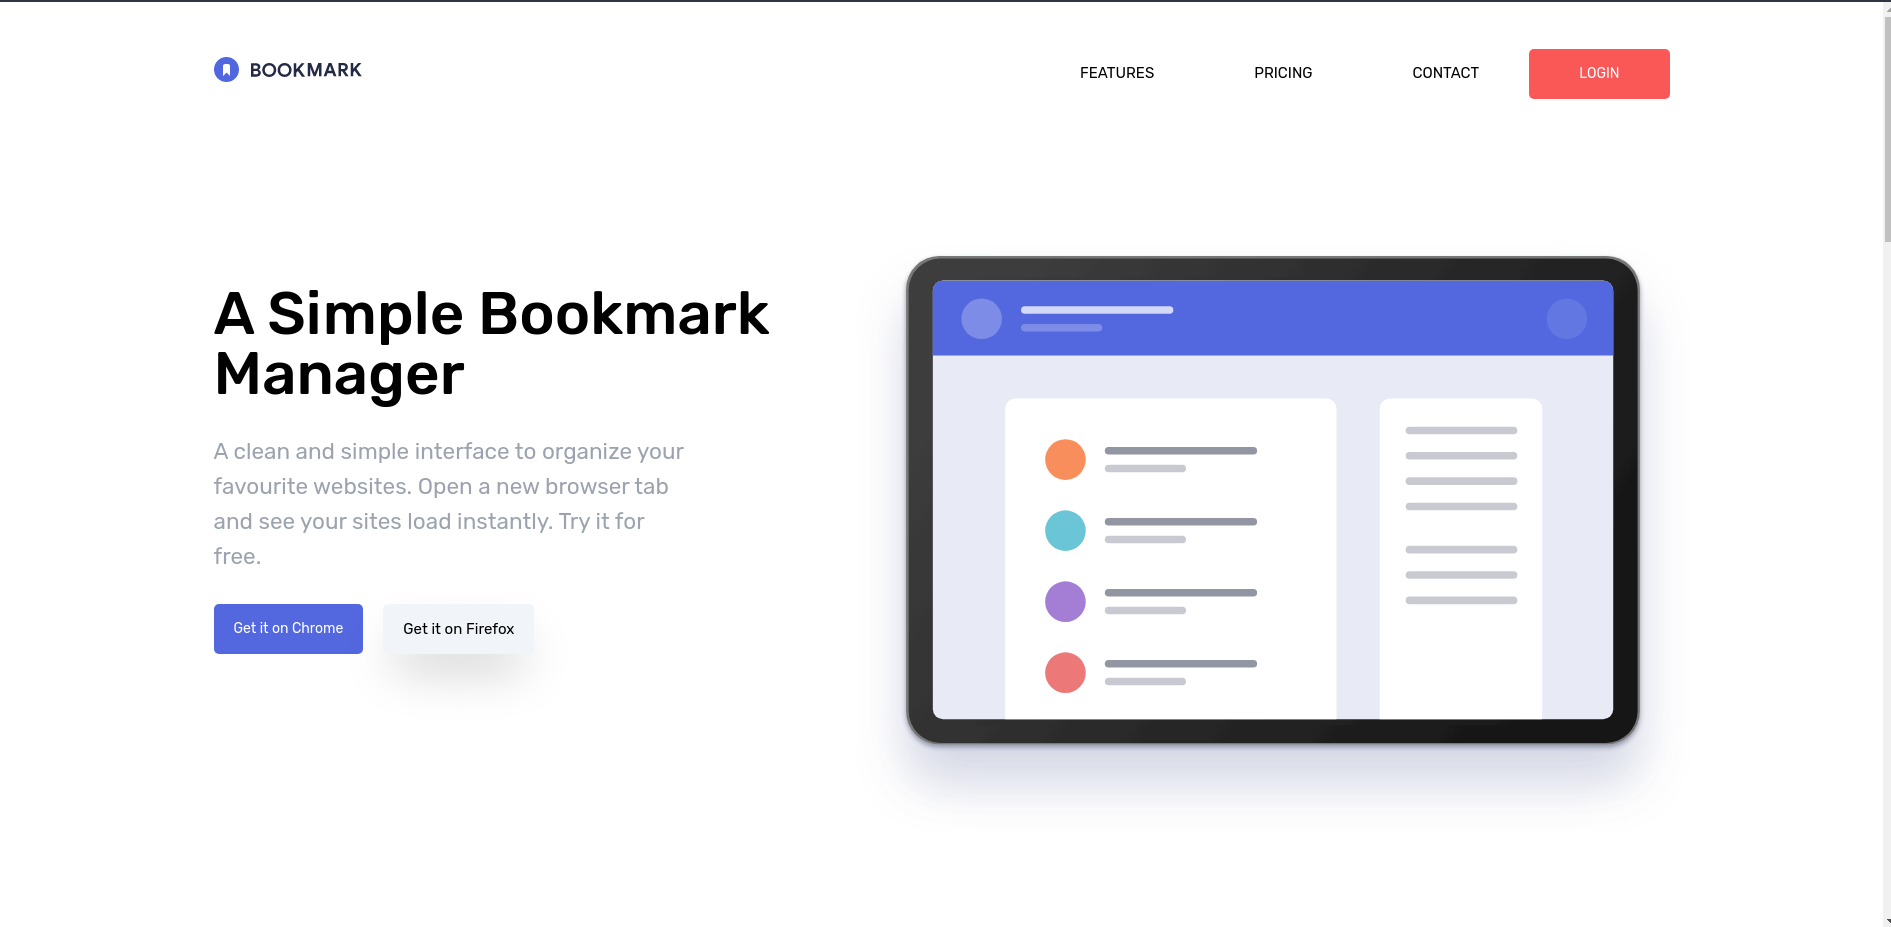 BOOKMARK
FEATURES
PRICING
CONTACT
LOGIN
A Simple Bookmark
Manager
A clean and simple interface to organize your
favourite websites. Open a new browser tab
and see your sites load instantly. Try it for
free.
Get it on Chrome
Get it on Firefox